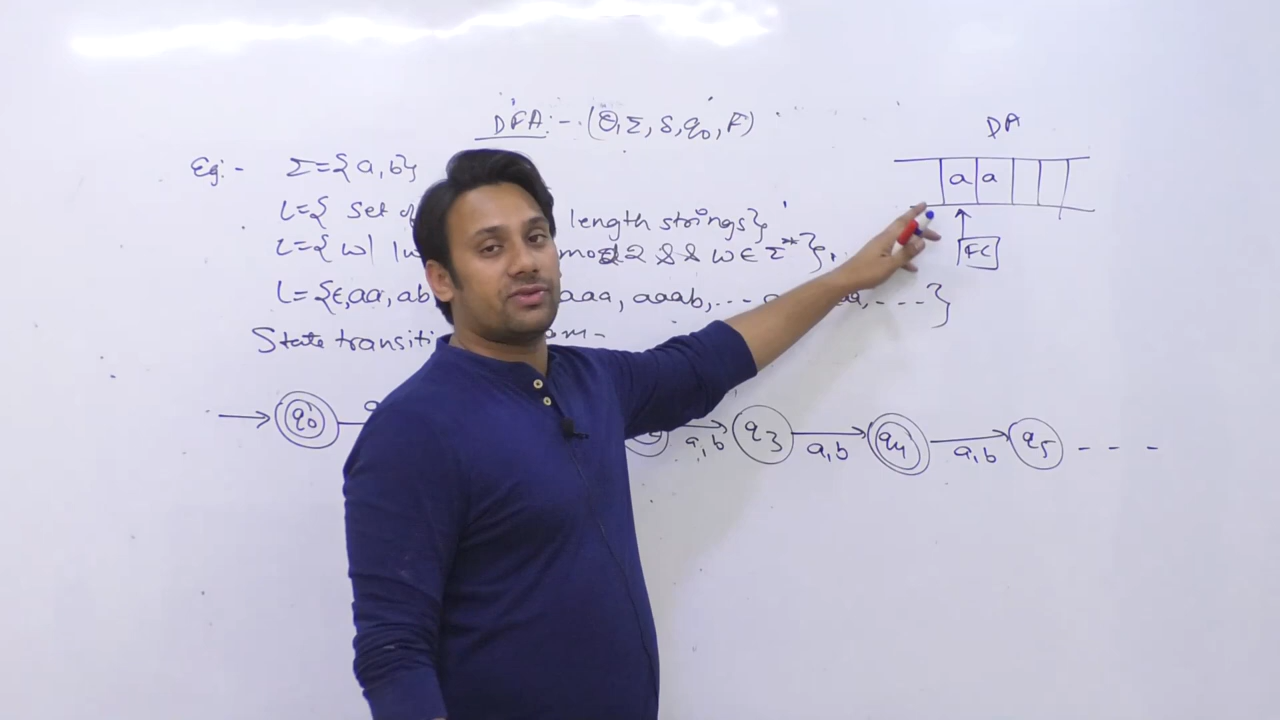 DFA:- (Q, Σ, δ, q0, F)
DA
Eg:- Σ={a,b}
a a
L={ set of length strings}
L={ w| |w mod 2 && w∈ Σ*}.
FC
L={ϵ,aa, ab aaa, aaab,--- a a, ----}
State transiti m-
q0 a a,b q3 a,b q4 a,b q5 - - -